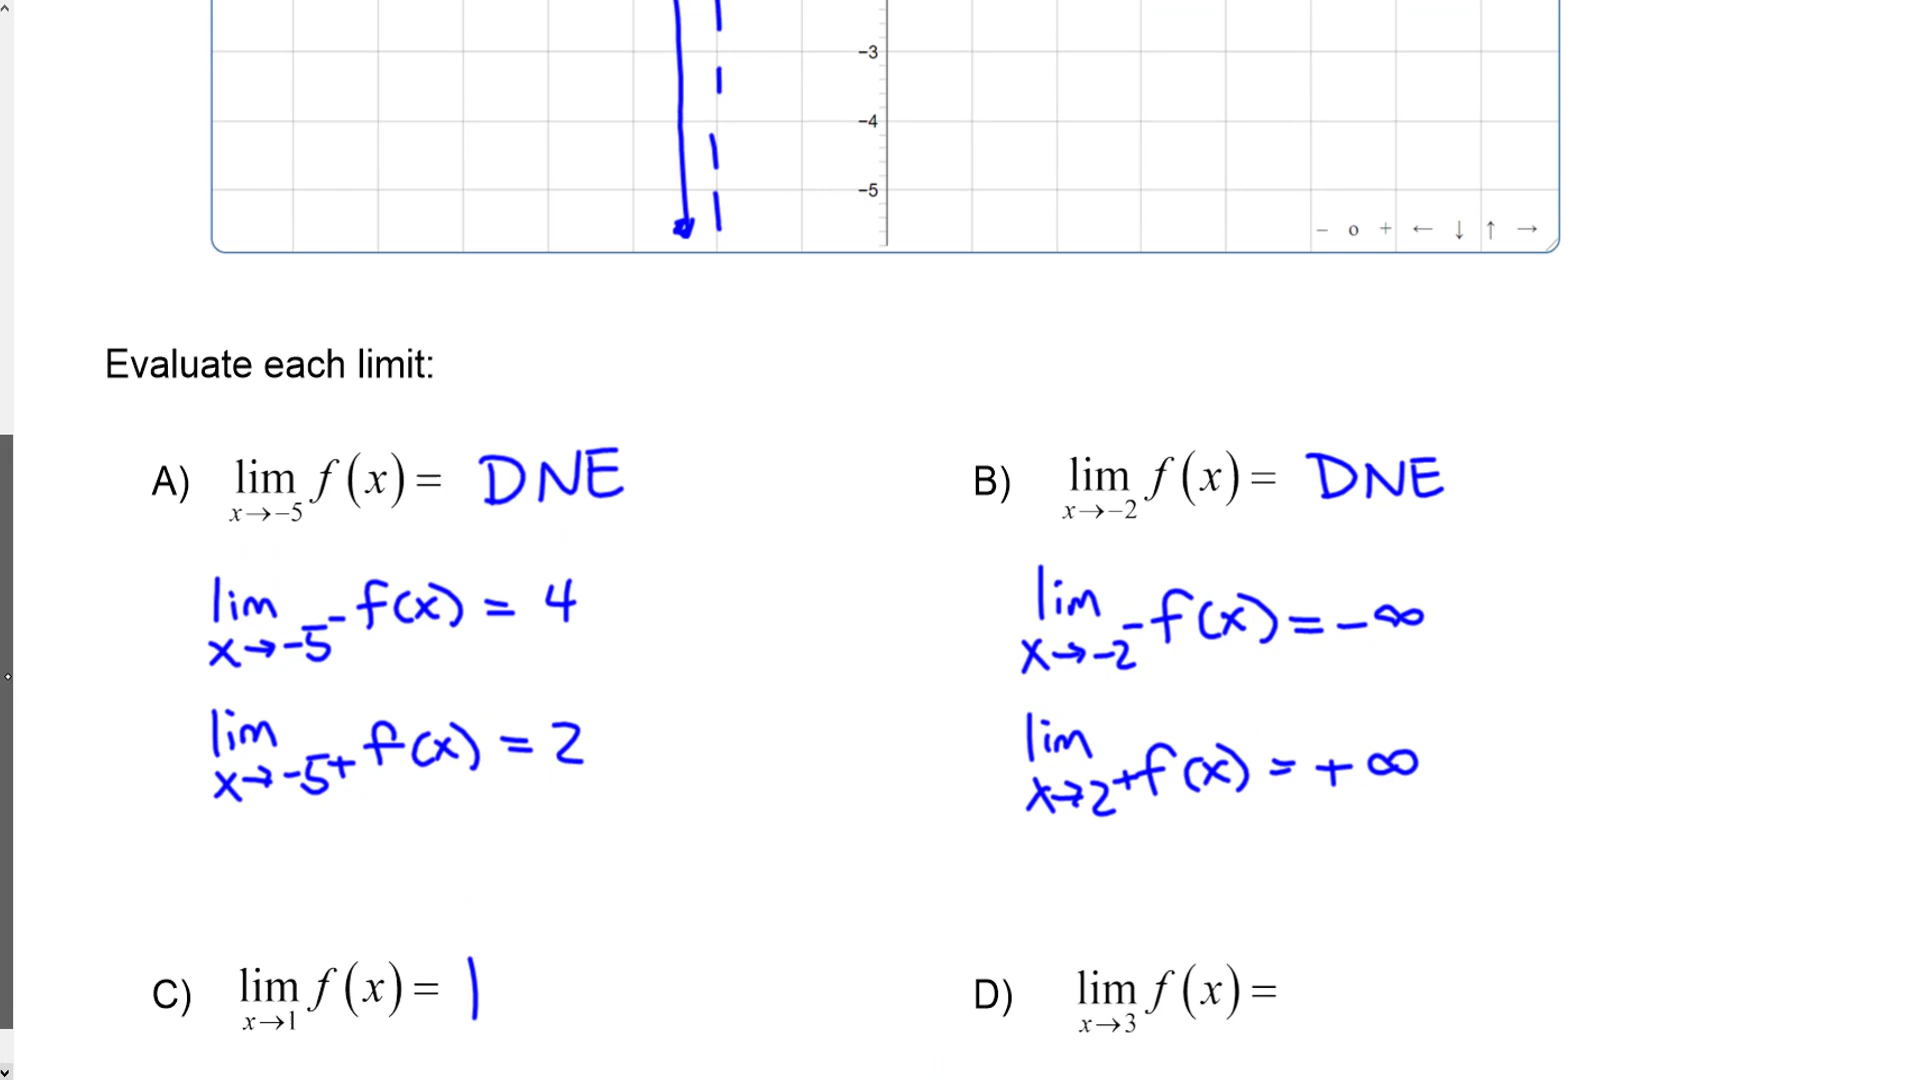 -3
-4
-5
- o + ← ↓ ↑ →
Evaluate each limit:
A) lim f(x) = DNE
x→-5
B) lim f(x) = DNE
x→-2
lim f(x) = 4
x→-5⁻
lim f(x) = -∞
x→-2⁻
lim f(x) = 2
x→-5⁺
lim f(x) = +∞
x→2⁺
C) lim f(x) = 1
x→1
D) lim f(x) =
x→3